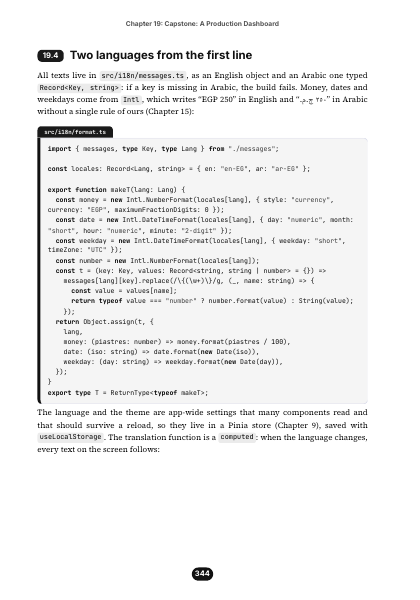 Chapter 19: Capstone: A Production Dashboard
19.4 Two languages from the first line
All texts live in src/i18n/messages.ts, as an English object and an Arabic one typed
Record<Key, string>: if a key is missing in Arabic, the build fails. Money, dates and
weekdays come from Intl, which writes “EGP 250” in English and “٢٥٠ ج.م.” in Arabic
without a single rule of ours (Chapter 15):
src/i18n/format.ts
import { messages, type Key, type Lang } from "./messages";
const locales: Record<Lang, string> = { en: "en-EG", ar: "ar-EG" };
export function makeT(lang: Lang) {
  const money = new Intl.NumberFormat(locales[lang], { style: "currency",
currency: "EGP", maximumFractionDigits: 0 });
  const date = new Intl.DateTimeFormat(locales[lang], { day: "numeric", month:
"short", hour: "numeric", minute: "2-digit" });
  const weekday = new Intl.DateTimeFormat(locales[lang], { weekday: "short",
timeZone: "UTC" });
  const number = new Intl.NumberFormat(locales[lang]);
  const t = (key: Key, values: Record<string, string | number> = {}) =>
    messages[lang][key].replace(/\{(\w+)\}/g, (_, name: string) => {
      const value = values[name];
      return typeof value === "number" ? number.format(value) : String(value);
    });
  return Object.assign(t, {
    lang,
    money: (piastres: number) => money.format(piastres / 100),
    date: (iso: string) => date.format(new Date(iso)),
    weekday: (day: string) => weekday.format(new Date(day)),
  });
}
export type T = ReturnType<typeof makeT>;
The language and the theme are app-wide settings that many components read and
that should survive a reload, so they live in a Pinia store (Chapter 9), saved with
useLocalStorage. The translation function is a computed: when the language changes,
every text on the screen follows:
344